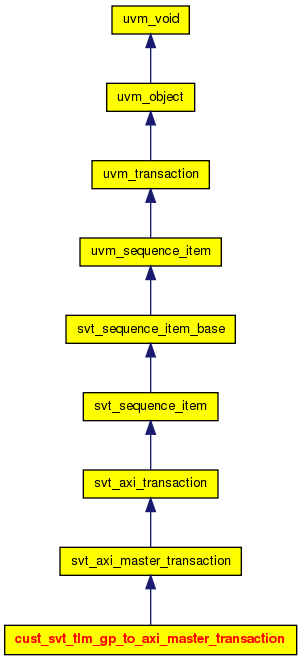 uvm_void
uvm_object
uvm_transaction
uvm_sequence_item
svt_sequence_item_base
svt_sequence_item
svt_axi_transaction
svt_axi_master_transaction
cust_svt_tlm_gp_to_axi_master_transaction